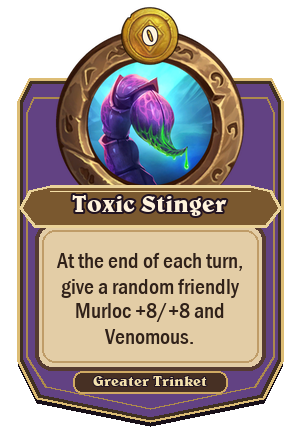 0
Toxic Stinger
At the end of each turn,
give a random friendly
Murloc +8/+8 and
Venomous.
Greater Trinket